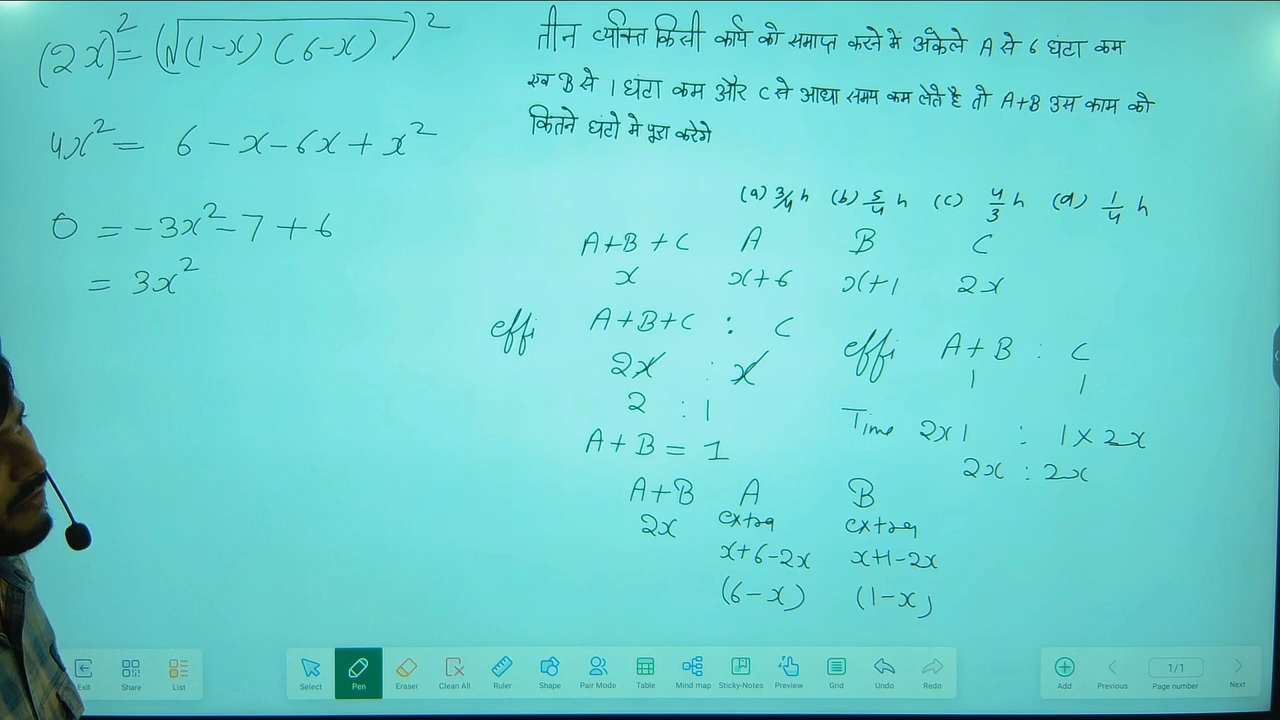 (2x)² = (√(1-x) (6-x))²
4x² = 6 - x - 6x + x²
0 = -3x² - 7 + 6
= 3x²
तीन व्यक्ति किसी कार्य को समाप्त करने मे अकेले A से 6 घंटा कम
एवं B से 1 घंटा कम और C से आधा समय कम लेते है तो A+B उस काम को
कितने घंटो मे पूरा करेगे
(a) 3/4 h (b) 5/4 h (c) 4/3 h (d) 1/4 h
A+B+C A B C
x x+6 x+1 2x
effi A+B+C : C
2x : x
2 : 1
A+B = 1
effi A+B : C
1 1
Time 2x1 : 1×2x
2x : 2x
A+B A B
2x extra extra
x+6-2x x+1-2x
(6-x) (1-x)
Exit Share List Select Pen Eraser Clean All Ruler Shape Pair Mode Table Mind map Sticky-Notes Preview Grid Undo Redo Add Previous 1/1 Page number Next